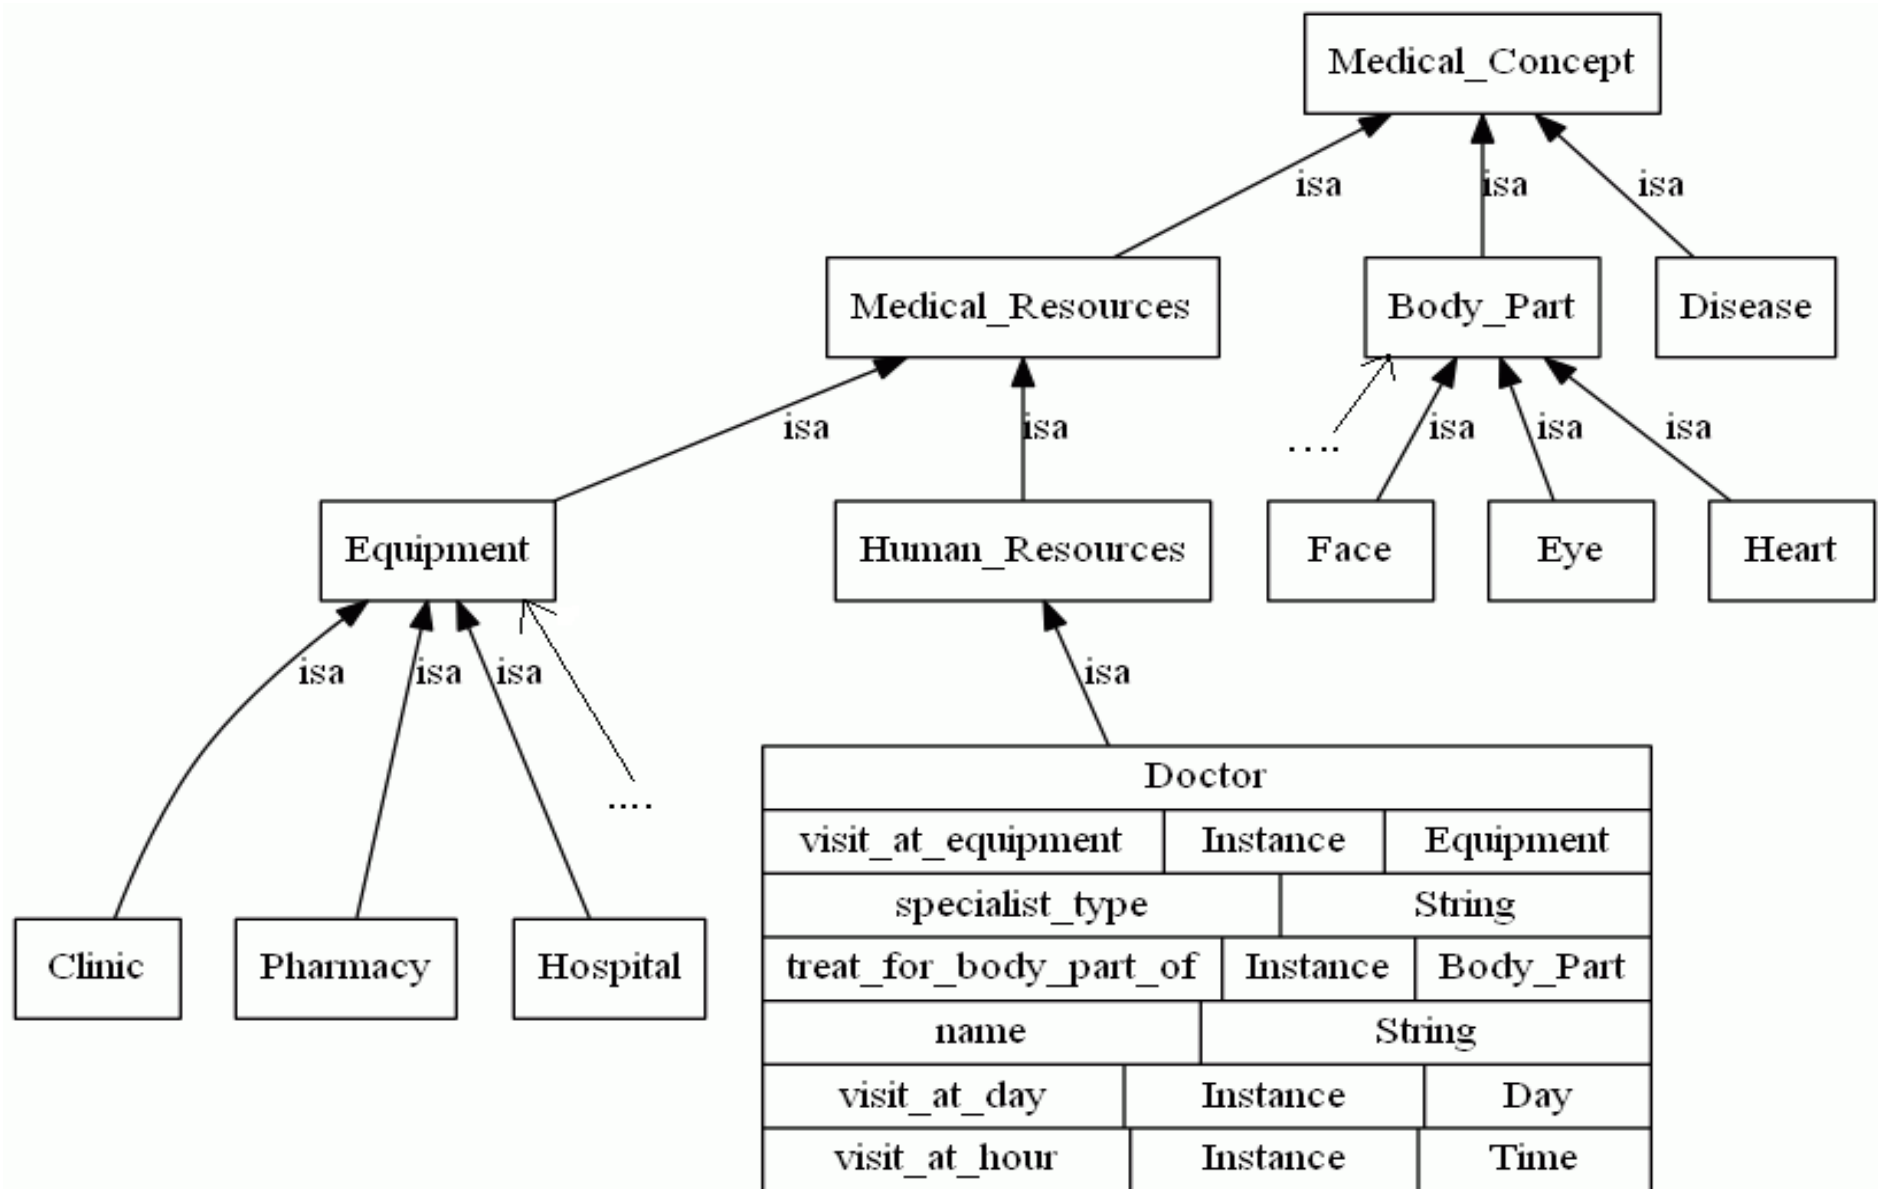 Medical_Concept
isa isa isa
Medical_Resources Body_Part Disease
isa isa .... isa isa isa
Equipment Human_Resources Face Eye Heart
isa isa isa isa
....
Doctor
visit_at_equipment Instance Equipment
specialist_type String
Clinic Pharmacy Hospital
treat_for_body_part_of Instance Body_Part
name String
visit_at_day Instance Day
visit_at_hour Instance Time